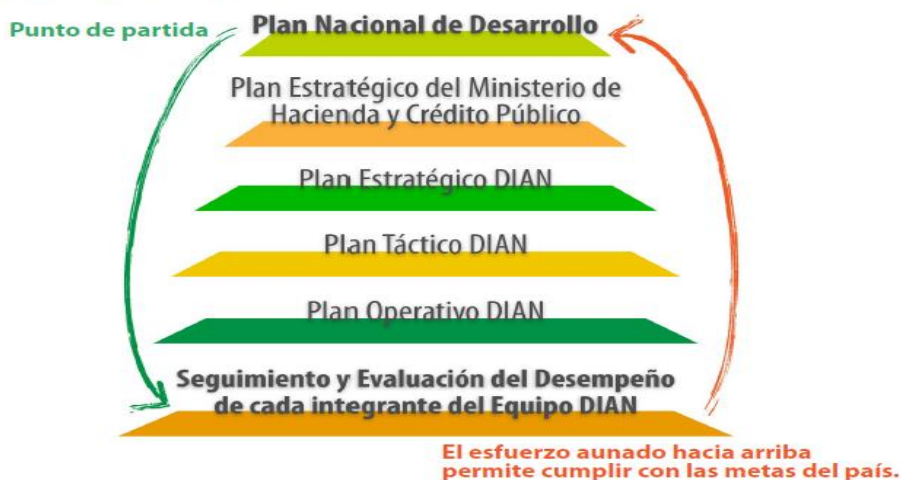 Punto de partida
Plan Nacional de Desarrollo
Plan Estratégico del Ministerio de
Hacienda y Crédito Público
Plan Estratégico DIAN
Plan Táctico DIAN
Plan Operativo DIAN
Seguimiento y Evaluación del Desempeño
de cada integrante del Equipo DIAN
El esfuerzo aunado hacia arriba
permite cumplir con las metas del país.